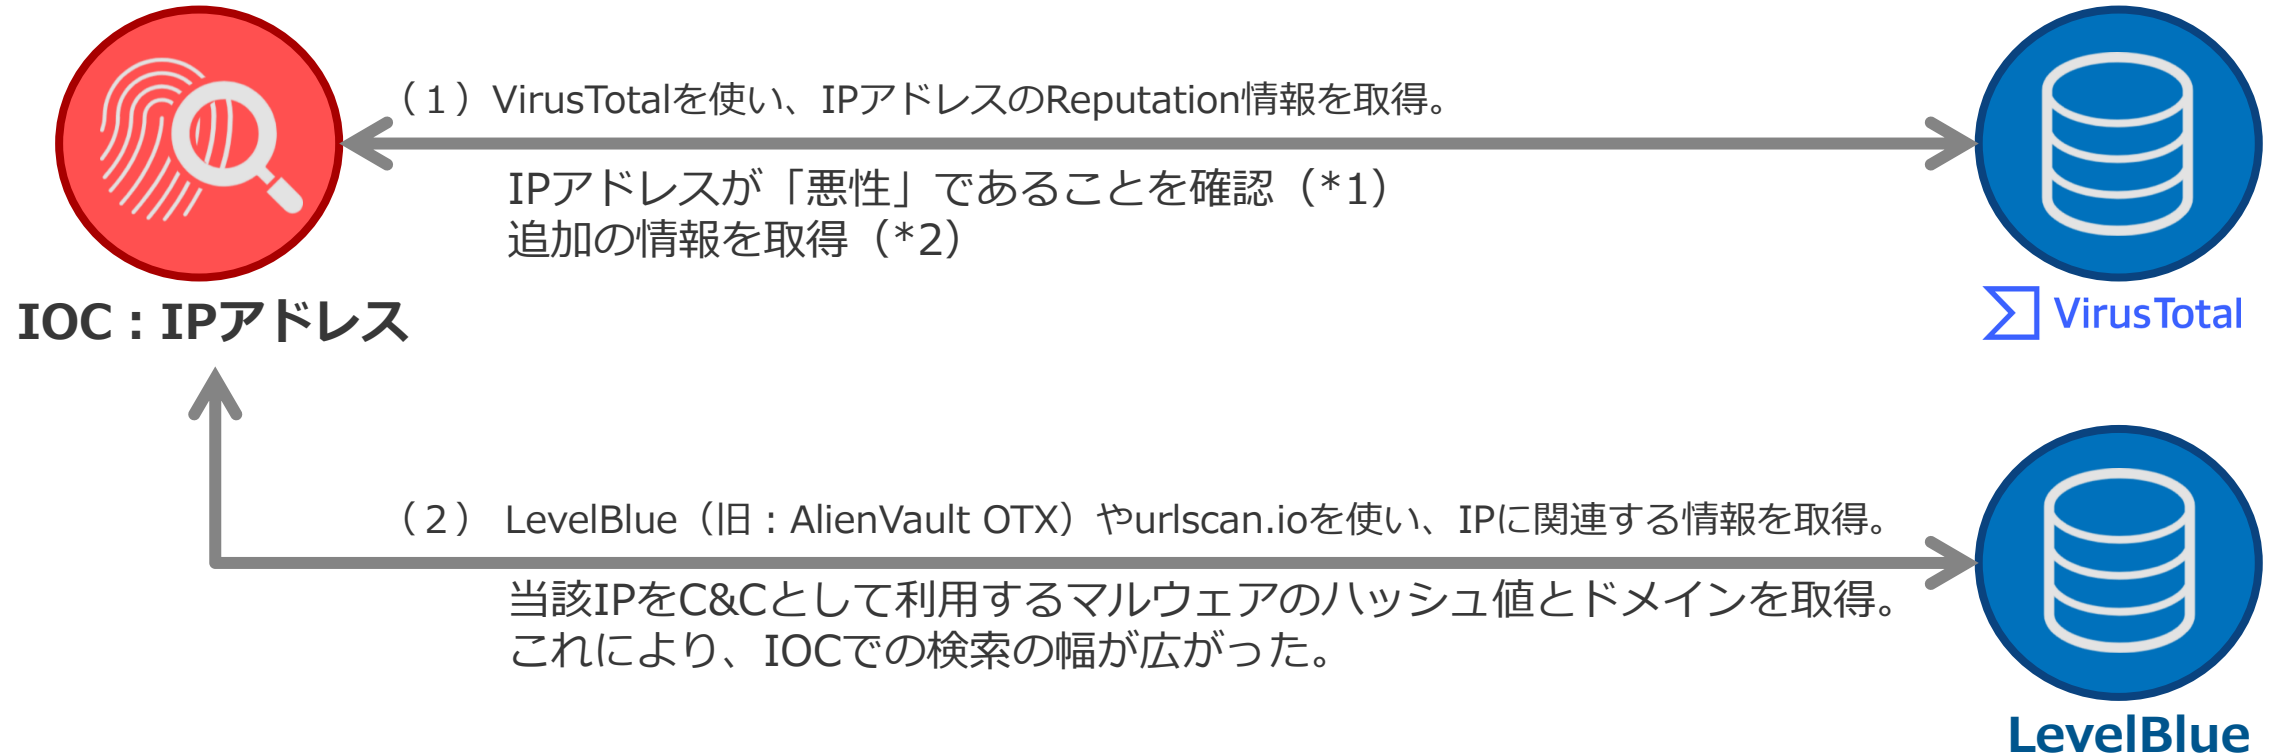 （１）VirusTotalを使い、IPアドレスのReputation情報を取得。
IPアドレスが「悪性」であることを確認（*1）
追加の情報を取得（*2）
IOC：IPアドレス
VirusTotal
（２） LevelBlue（旧：AlienVault OTX）やurlscan.ioを使い、IPに関連する情報を取得。
当該IPをC&Cとして利用するマルウェアのハッシュ値とドメインを取得。
これにより、IOCでの検索の幅が広がった。
LevelBlue